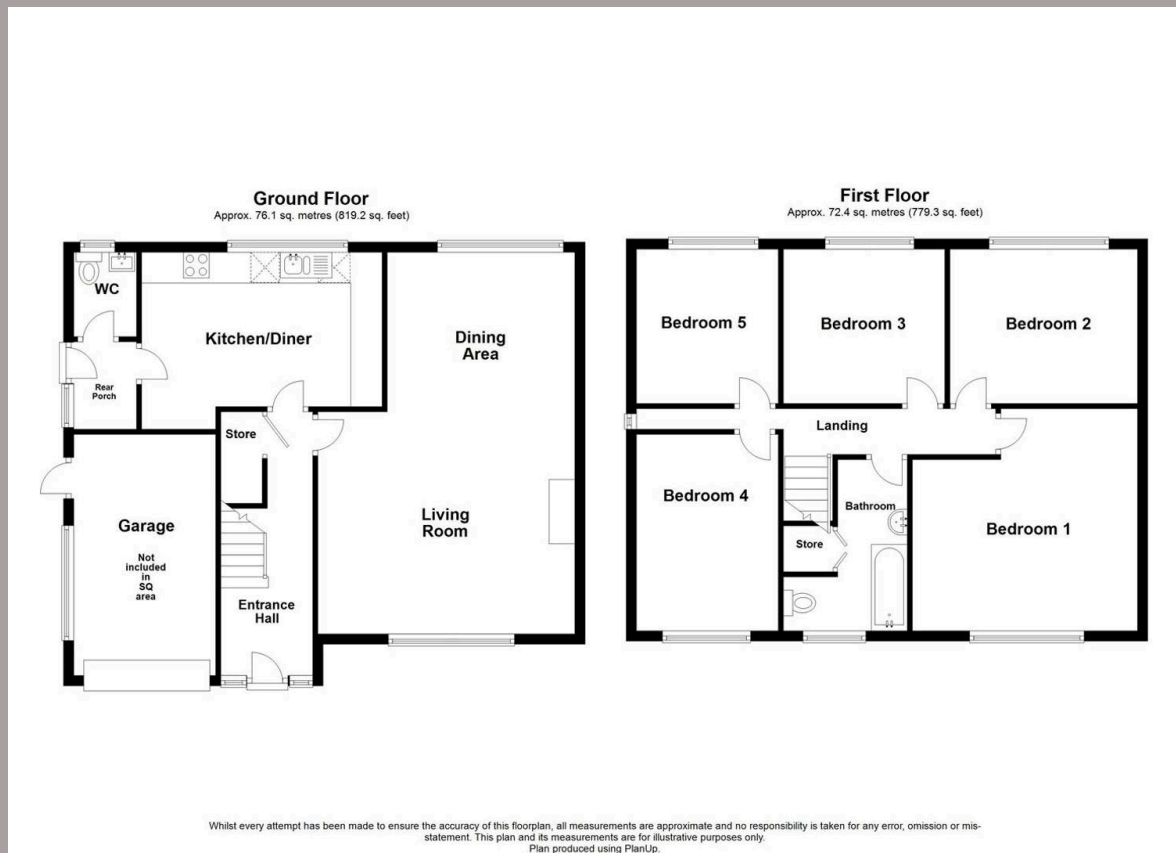 Ground Floor
Approx. 76.1 sq. metres (819.2 sq. feet)
WC
Kitchen/Diner
Dining
Area
Rear
Porch
Store
Garage
Not
included
in
SQ
area
Living
Room
Entrance
Hall
First Floor
Approx. 72.4 sq. metres (779.3 sq. feet)
Bedroom 5
Bedroom 3
Bedroom 2
Landing
Bedroom 4
Bathroom
Store
Bedroom 1
Whilst every attempt has been made to ensure the accuracy of this floorplan, all measurements are approximate and no responsibility is taken for any error, omission or mis-
statement. This plan and its measurements are for illustrative purposes only.
Plan produced using PlanUp.